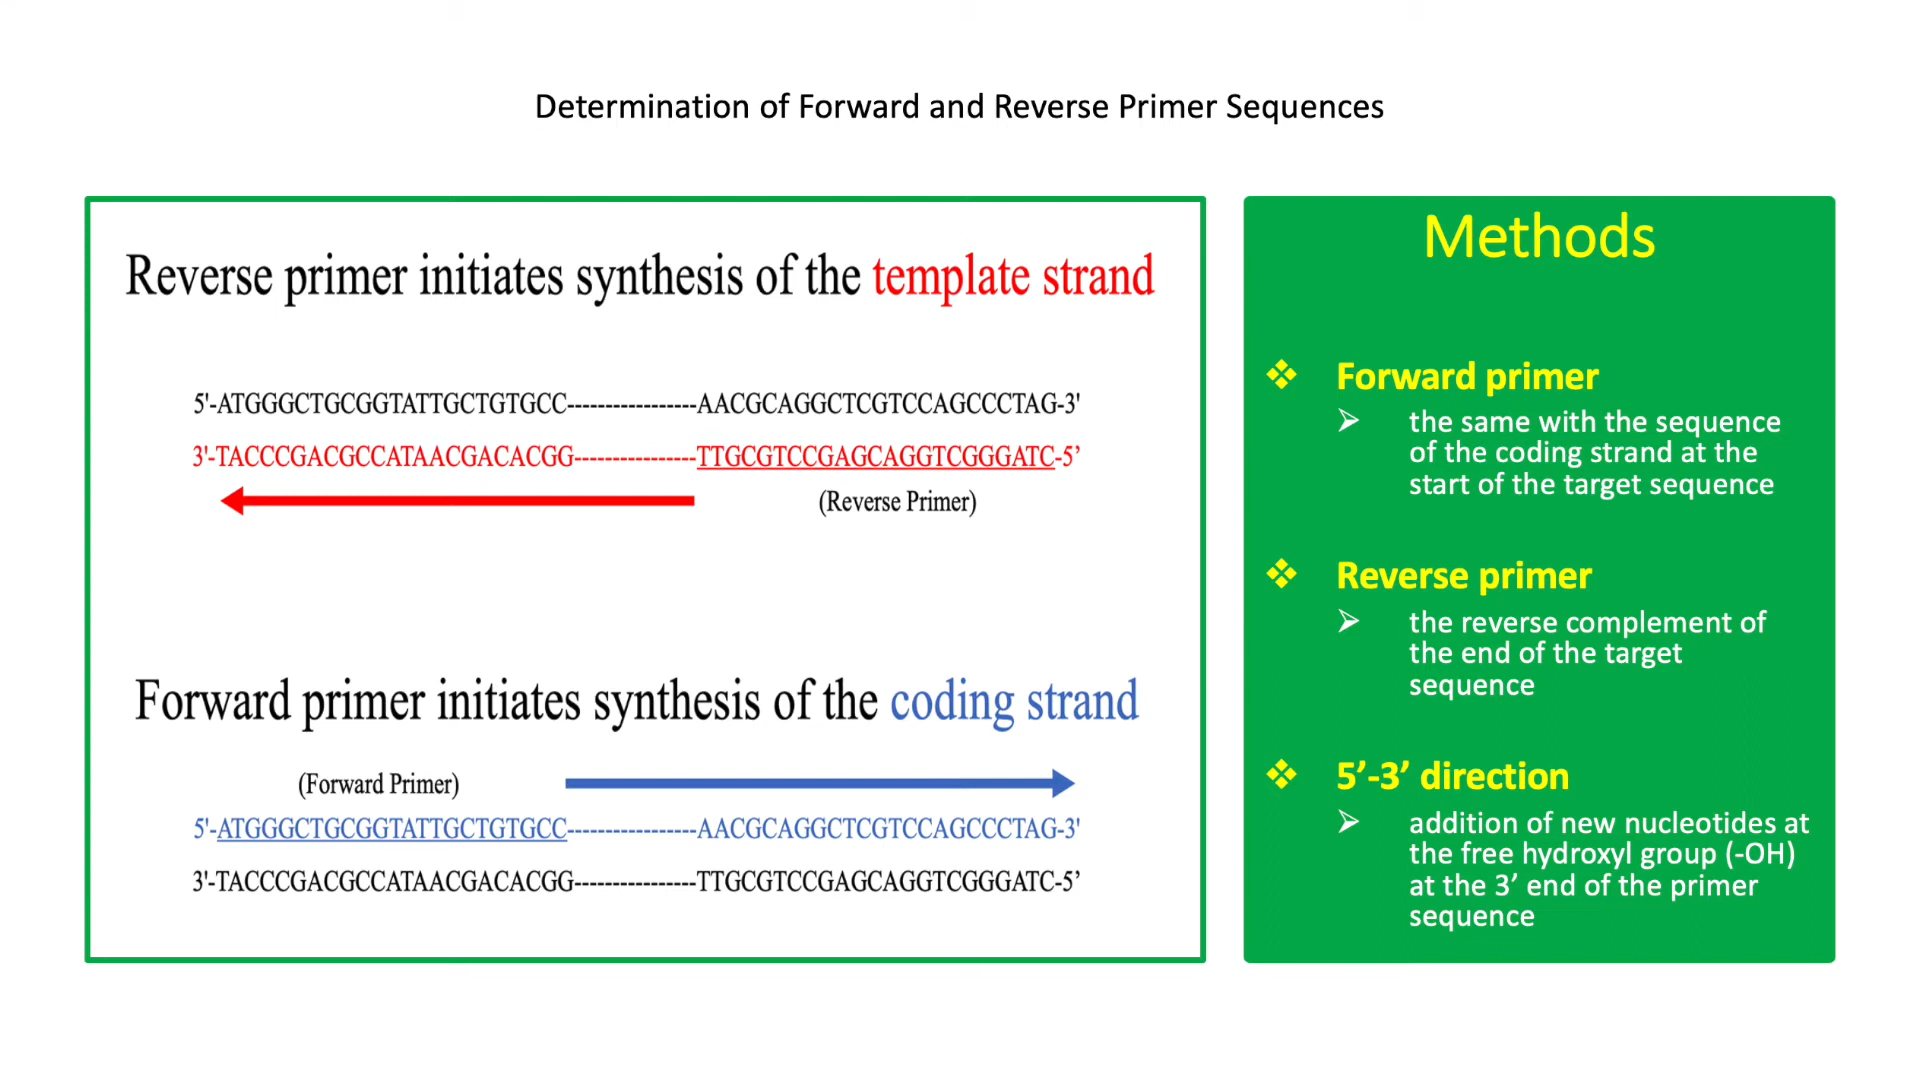 Determination of Forward and Reverse Primer Sequences
Reverse primer initiates synthesis of the template strand
5'-ATGGGCTGCGGTATTGCTGTGCC-----------------AACGCAGGCTCGTCCAGCCCTAG-3'
3'-TACCCGACGCCATAACGACACGG----------------TTGCGTCCGAGCAGGTCGGGATC-5’
(Reverse Primer)
Forward primer initiates synthesis of the coding strand
(Forward Primer)
5'-ATGGGCTGCGGTATTGCTGTGCC-----------------AACGCAGGCTCGTCCAGCCCTAG-3'
3'-TACCCGACGCCATAACGACACGG----------------TTGCGTCCGAGCAGGTCGGGATC-5’
Methods
Forward primer
the same with the sequence
of the coding strand at the
start of the target sequence
Reverse primer
the reverse complement of
the end of the target
sequence
5’-3’ direction
addition of new nucleotides at
the free hydroxyl group (-OH)
at the 3’ end of the primer
sequence